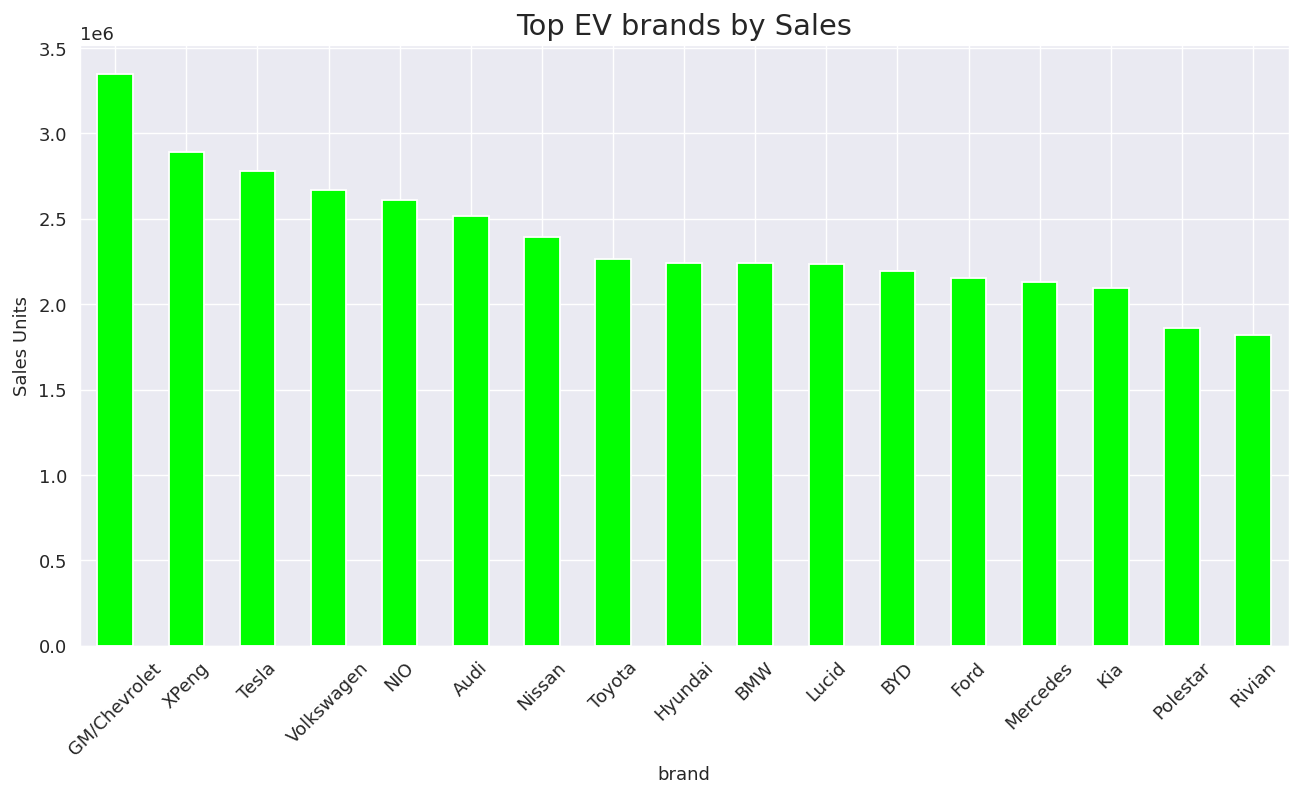 Top EV brands by Sales
1e6
3.5
3.0
2.5
2.0
1.5
1.0
0.5
0.0
Sales Units
GM/Chevrolet
XPeng
Tesla
Volkswagen
NIO
Audi
Nissan
Toyota
Hyundai
BMW
Lucid
BYD
Ford
Mercedes
Kia
Polestar
Rivian
brand